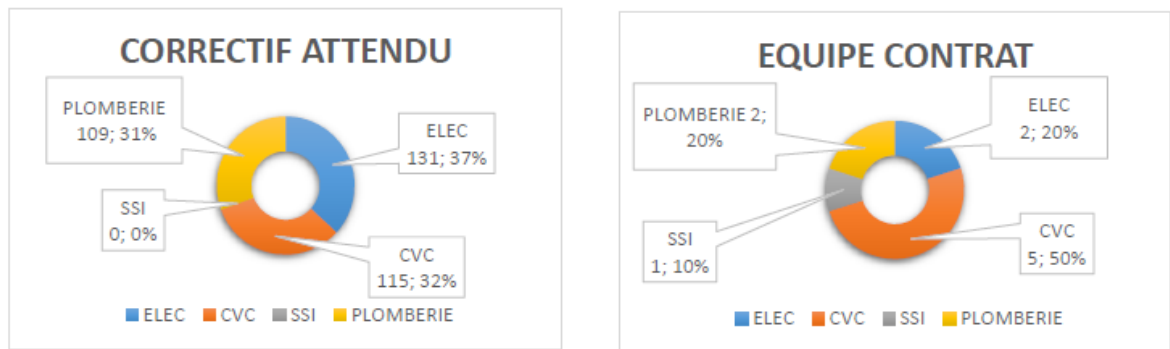 CORRECTIF ATTENDU
PLOMBERIE
109; 31%
ELEC
131; 37%
SSI
0; 0%
CVC
115; 32%
ELEC CVC SSI PLOMBERIE
EQUIPE CONTRAT
PLOMBERIE 2;
20%
ELEC
2; 20%
SSI
1; 10%
CVC
5; 50%
ELEC CVC SSI PLOMBERIE